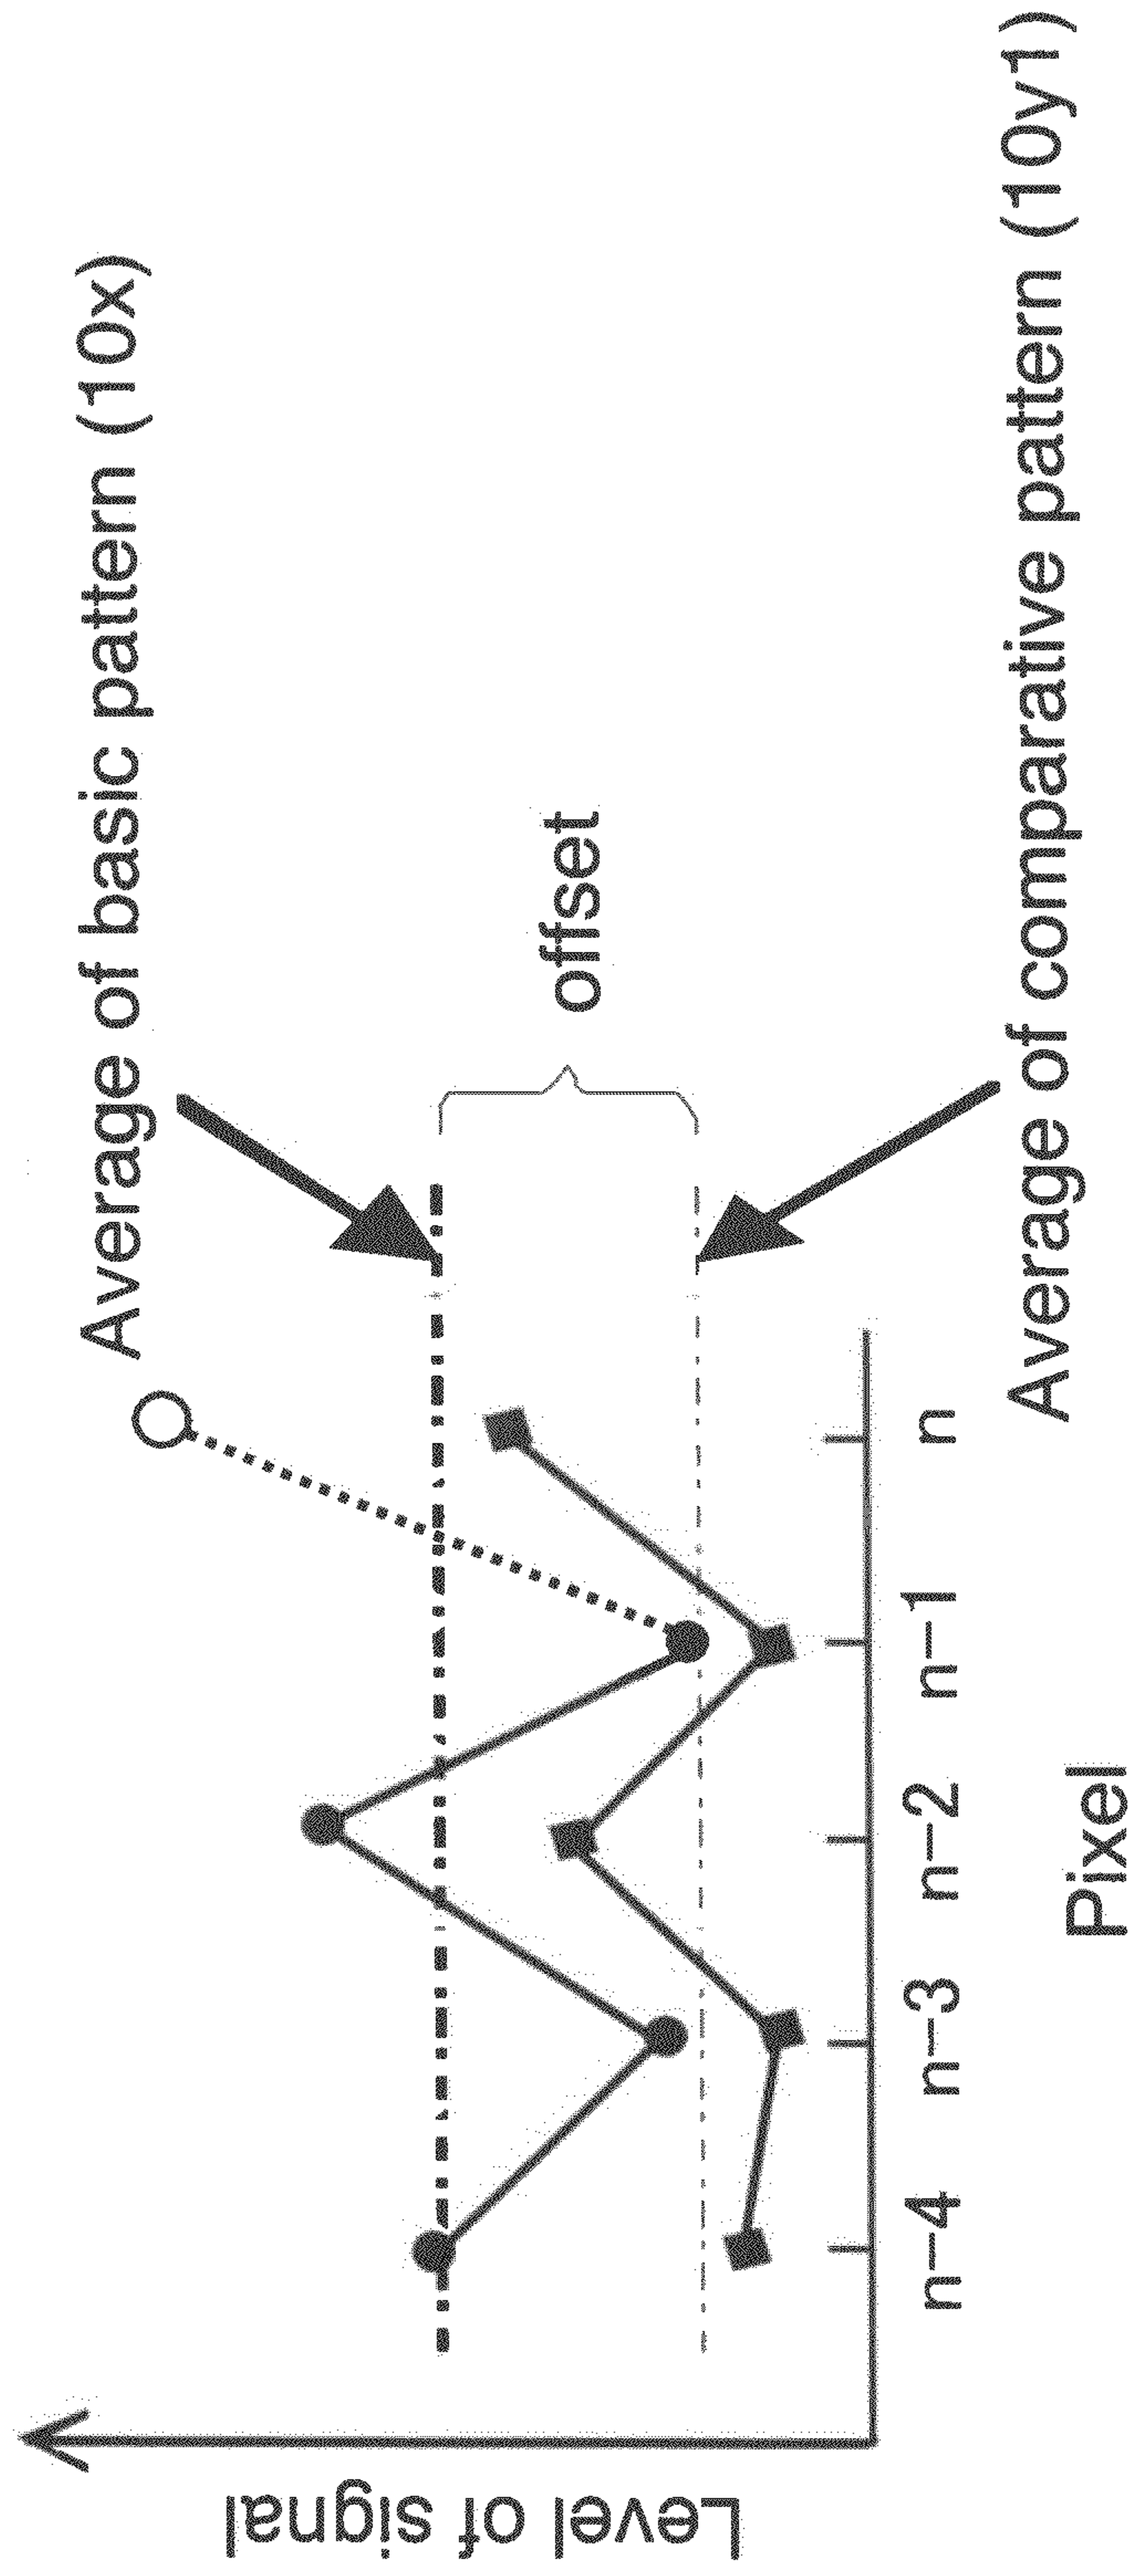 Average of basic pattern (10x)
Level of signal
offset
n-4
n-3
n-2
n-1
n
Pixel
Average of comparative pattern (10y1)